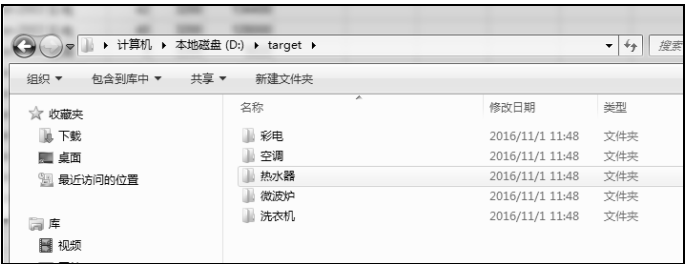 计算机 ▸ 本地磁盘 (D:) ▸ target ▸ 搜索
组织 包含到库中 共享 新建文件夹
收藏夹
下载
桌面
最近访问的位置
库
视频
名称 修改日期 类型
彩电 2016/11/1 11:48 文件夹
空调 2016/11/1 11:48 文件夹
热水器 2016/11/1 11:48 文件夹
微波炉 2016/11/1 11:48 文件夹
洗衣机 2016/11/1 11:48 文件夹